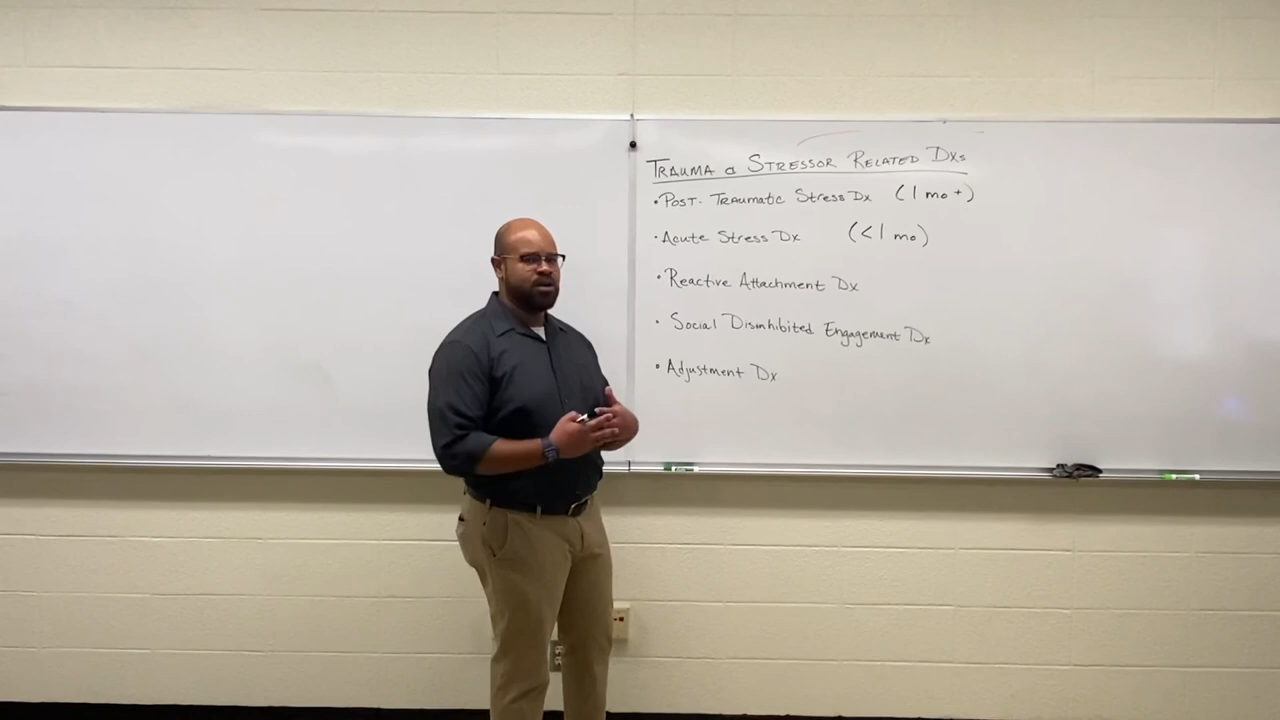 TRAUMA & STRESSOR RELATED DXs
• POST-TRAUMATIC STRESS Dx (1 mo +)
• ACUTE STRESS Dx (<1 mo)
• Reactive Attachment Dx
• Social Disinhibited Engagement Dx
• Adjustment Dx